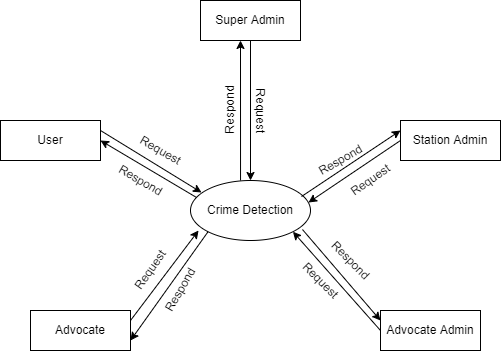 Super Admin
Respond
Request
User
Request
Respond
Station Admin
Respond
Request
Crime Detection
Request
Respond
Respond
Request
Advocate
Advocate Admin